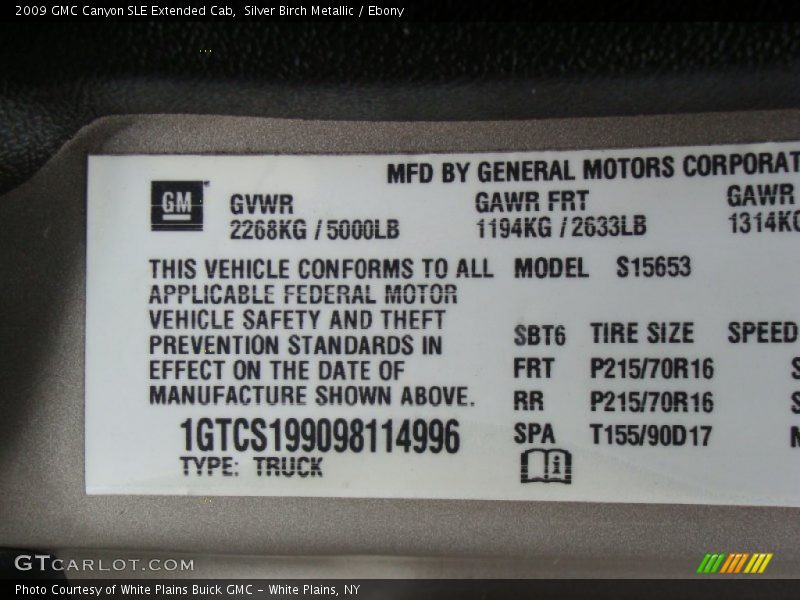 2009 GMC Canyon SLE Extended Cab, Silver Birch Metallic / Ebony
MFD BY GENERAL MOTORS CORPORAT
GM
GVWR GAWR FRT GAWR
2268KG / 5000LB 1194KG / 2633LB 1314KG
THIS VEHICLE CONFORMS TO ALL MODEL S15653
APPLICABLE FEDERAL MOTOR
VEHICLE SAFETY AND THEFT SBT6 TIRE SIZE SPEED
PREVENTION STANDARDS IN
EFFECT ON THE DATE OF FRT P215/70R16 S
MANUFACTURE SHOWN ABOVE. RR P215/70R16 S
1GTCS199098114996 SPA T155/90D17
TYPE: TRUCK
GTCARLOT.COM
Photo Courtesy of White Plains Buick GMC - White Plains, NY